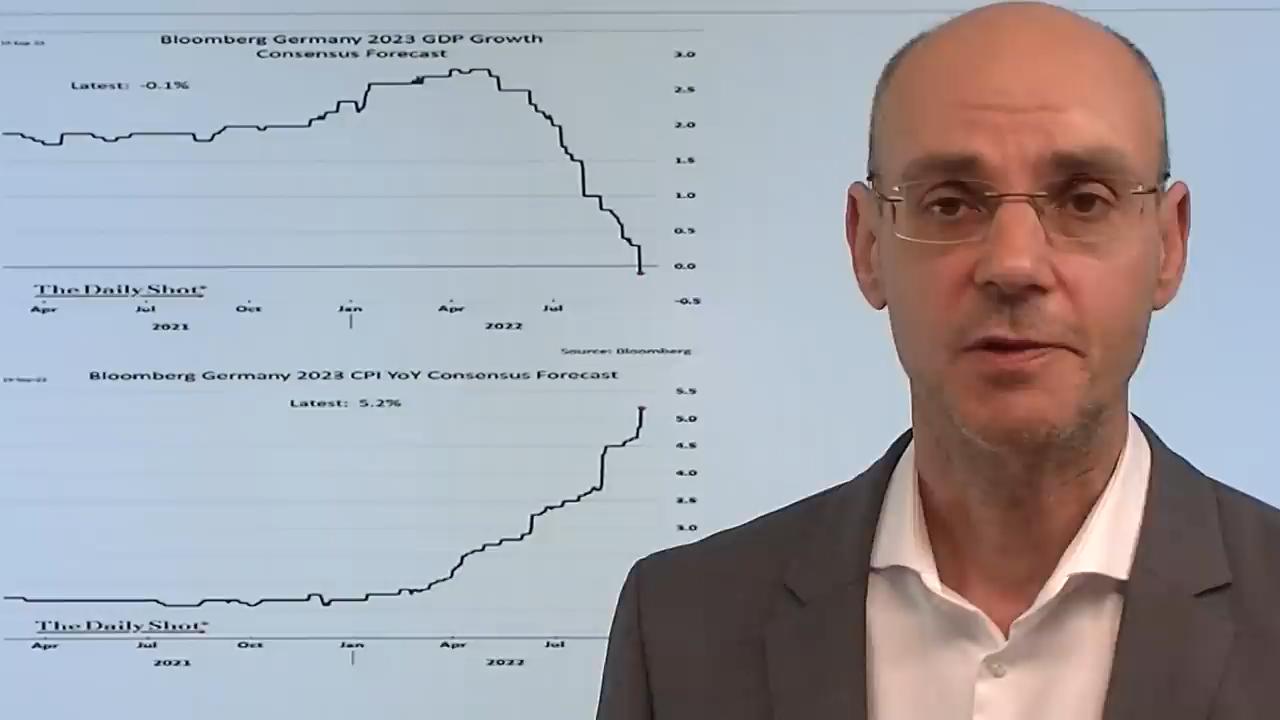 Bloomberg Germany 2023 GDP Growth
Consensus Forecast
Latest: -0.1%
3.0
2.5
2.0
1.5
1.0
0.5
0.0
-0.5
The Daily Shot
Apr Jul Oct Jan Apr Jul
2021 2022
Source: Bloomberg
Bloomberg Germany 2023 CPI YoY Consensus Forecast
Latest: 5.2%
5.5
5.0
4.5
4.0
3.5
3.0
The Daily Shot
Apr Jul Oct Jan Apr Jul
2021 2022